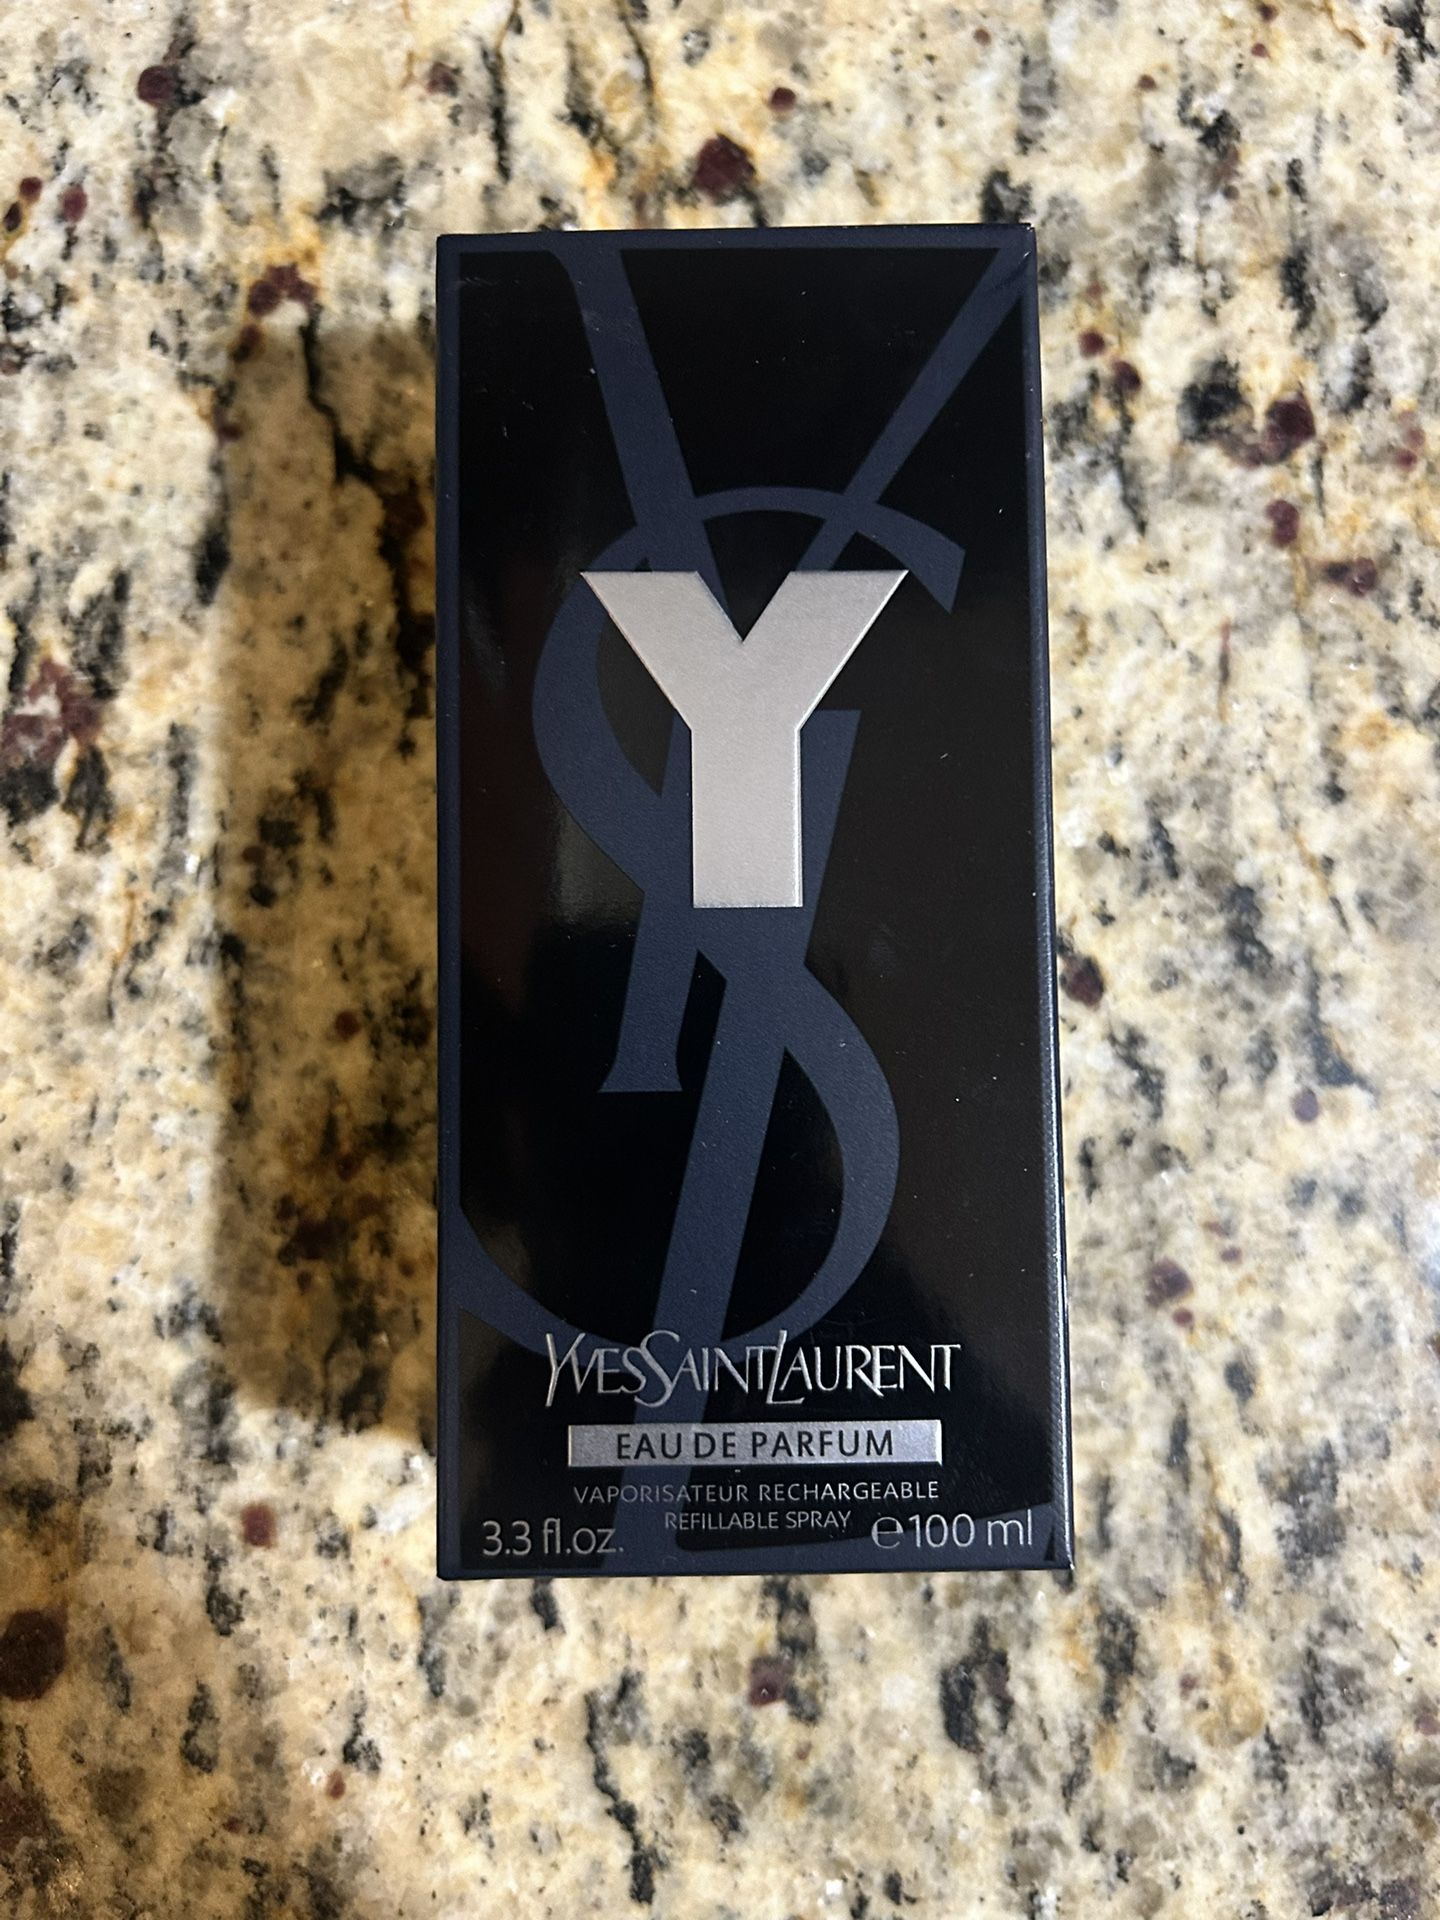 Y
YVESSAINTLAURENT
EAU DE PARFUM
VAPORISATEUR RECHARGEABLE
REFILLABLE SPRAY
3.3 fl.oz. ℮100 ml